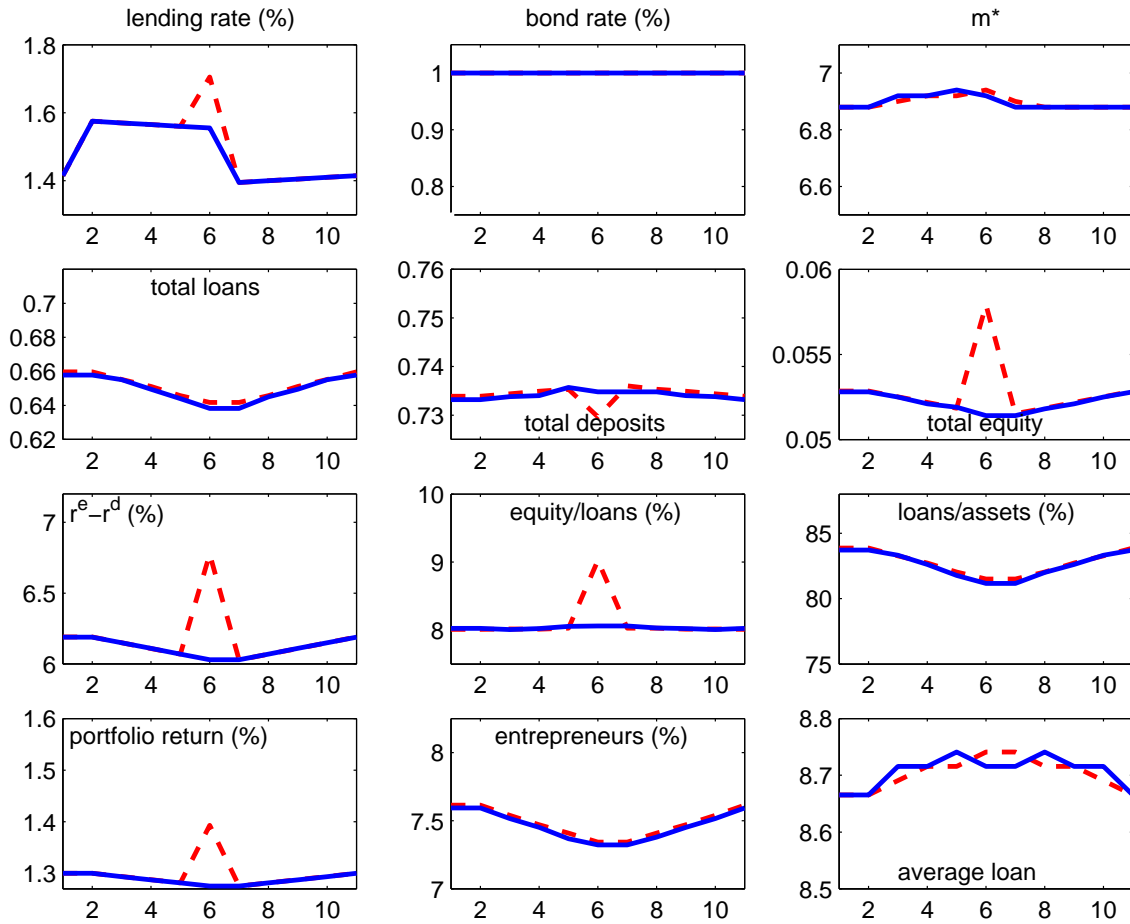 lending rate (%)
bond rate (%)
m*
1.8
1.6
1.4
2 4 6 8 10
1
0.9
0.8
2 4 6 8 10
7
6.8
6.6
2 4 6 8 10
total loans
0.7
0.68
0.66
0.64
0.62
2 4 6 8 10
0.76
0.75
0.74
0.73
total deposits
2 4 6 8 10
0.06
0.055
0.05
total equity
2 4 6 8 10
r^e−r^d (%)
7
6.5
6
2 4 6 8 10
equity/loans (%)
10
9
8
7
2 4 6 8 10
loans/assets (%)
85
80
75
2 4 6 8 10
portfolio return (%)
1.6
1.5
1.4
1.3
2 4 6 8 10
entrepreneurs (%)
8
7.5
7
2 4 6 8 10
8.8
8.7
8.6
8.5
average loan
2 4 6 8 10